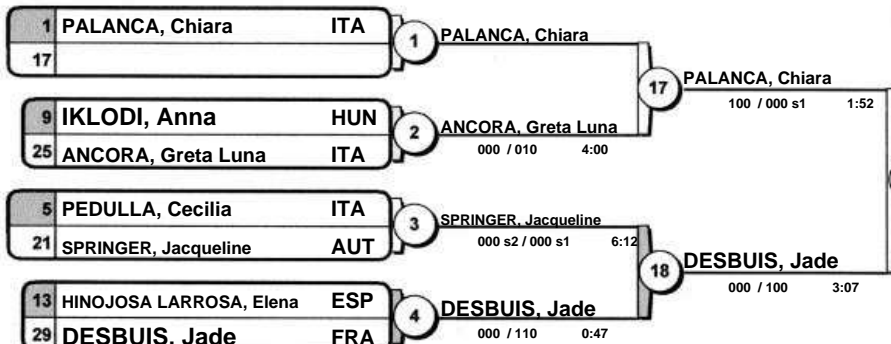 1 PALANCA, Chiara ITA
17
1 PALANCA, Chiara
9 IKLODI, Anna HUN
25 ANCORA, Greta Luna ITA
2 ANCORA, Greta Luna
000 / 010 4:00
17 PALANCA, Chiara
100 / 000 s1 1:52
5 PEDULLA, Cecilia ITA
21 SPRINGER, Jacqueline AUT
3 SPRINGER, Jacqueline
000 s2 / 000 s1 6:12
13 HINOJOSA LARROSA, Elena ESP
29 DESBUIS, Jade FRA
4 DESBUIS, Jade
000 / 110 0:47
18 DESBUIS, Jade
000 / 100 3:07